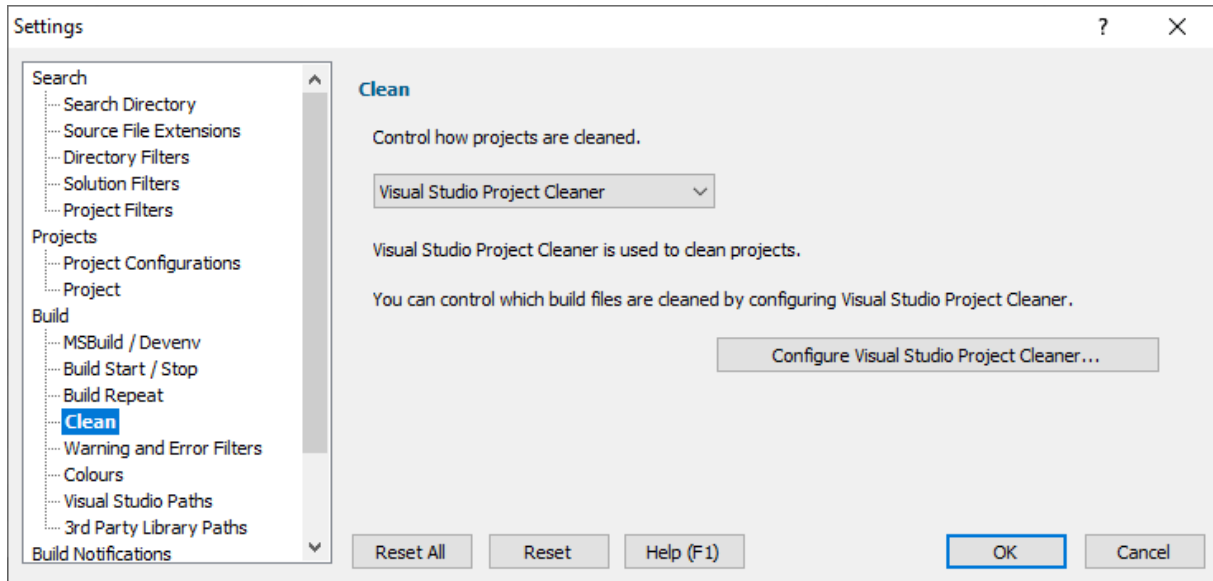 Settings
?
Search
Search Directory
Source File Extensions
Directory Filters
Solution Filters
Project Filters
Projects
Project Configurations
Project
Build
MSBuild / Devenv
Build Start / Stop
Build Repeat
Clean
Warning and Error Filters
Colours
Visual Studio Paths
3rd Party Library Paths
Build Notifications
Clean
Control how projects are cleaned.
Visual Studio Project Cleaner
Visual Studio Project Cleaner is used to clean projects.
You can control which build files are cleaned by configuring Visual Studio Project Cleaner.
Configure Visual Studio Project Cleaner...
Reset All
Reset
Help (F1)
OK
Cancel